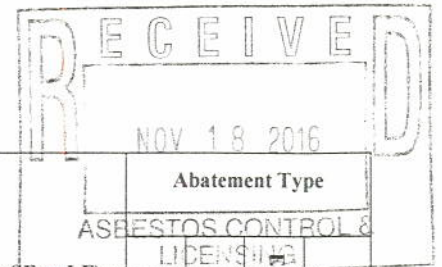 RECEIVED
NOV 18 2016
Abatement Type
ASBESTOS CONTROL &
LICENSING